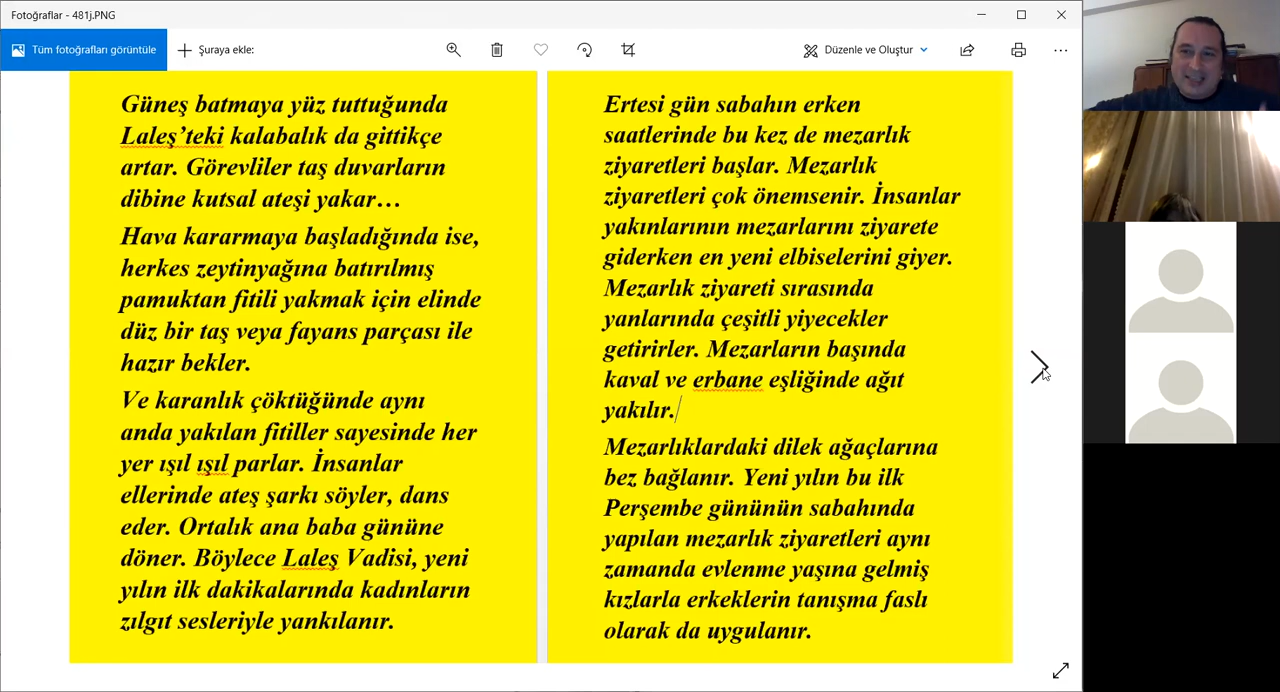 Fotoğraflar - 481j.PNG
Tüm fotoğrafları görüntüle
Şuraya ekle:
Düzenle ve Oluştur
Güneş batmaya yüz tuttuğunda
Laleş’teki kalabalık da gittikçe
artar. Görevliler taş duvarların
dibine kutsal ateşi yakar…
Hava kararmaya başladığında ise,
herkes zeytinyağına batırılmış
pamuktan fitili yakmak için elinde
düz bir taş veya fayans parçası ile
hazır bekler.
Ve karanlık çöktüğünde aynı
anda yakılan fitiller sayesinde her
yer ışıl ışıl parlar. İnsanlar
ellerinde ateş şarkı söyler, dans
eder. Ortalık ana baba gününe
döner. Böylece Laleş Vadisi, yeni
yılın ilk dakikalarında kadınların
zılgıt sesleriyle yankılanır.
Ertesi gün sabahın erken
saatlerinde bu kez de mezarlık
ziyaretleri başlar. Mezarlık
ziyaretleri çok önemsenir. İnsanlar
yakınlarının mezarlarını ziyarete
giderken en yeni elbiselerini giyer.
Mezarlık ziyareti sırasında
yanlarında çeşitli yiyecekler
getirirler. Mezarların başında
kaval ve erbane eşliğinde ağıt
yakılır.
Mezarlıklardaki dilek ağaçlarına
bez bağlanır. Yeni yılın bu ilk
Perşembe gününün sabahında
yapılan mezarlık ziyaretleri aynı
zamanda evlenme yaşına gelmiş
kızlarla erkeklerin tanışma faslı
olarak da uygulanır.